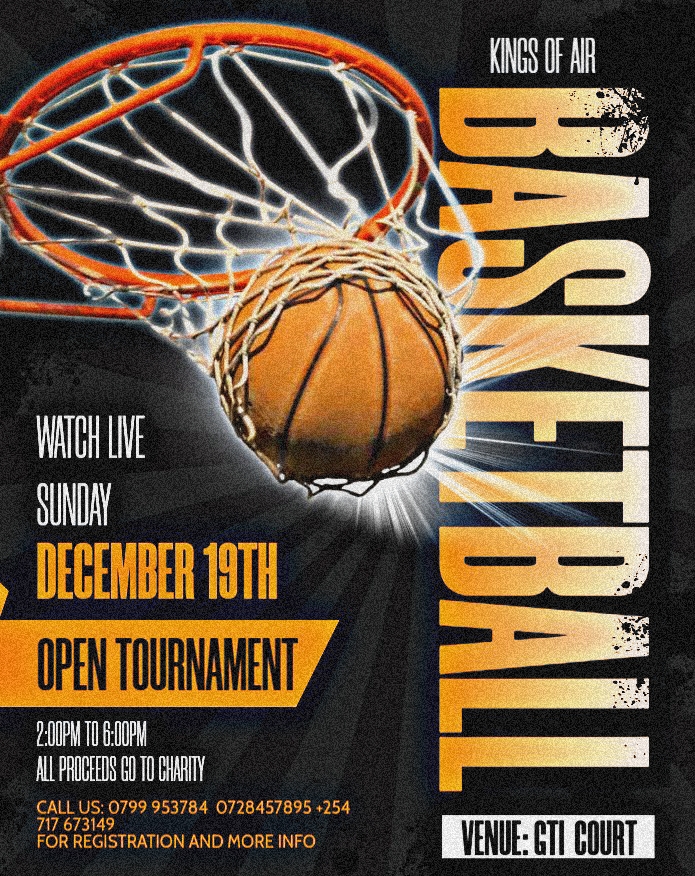 KINGS OF AIR
BASKETBALL
WATCH LIVE
SUNDAY
DECEMBER 19TH
OPEN TOURNAMENT
2:00PM TO 6:00PM
ALL PROCEEDS GO TO CHARITY
CALL US: 0799 953784 0728457895 +254
717 673149
FOR REGISTRATION AND MORE INFO
VENUE: GTI COURT